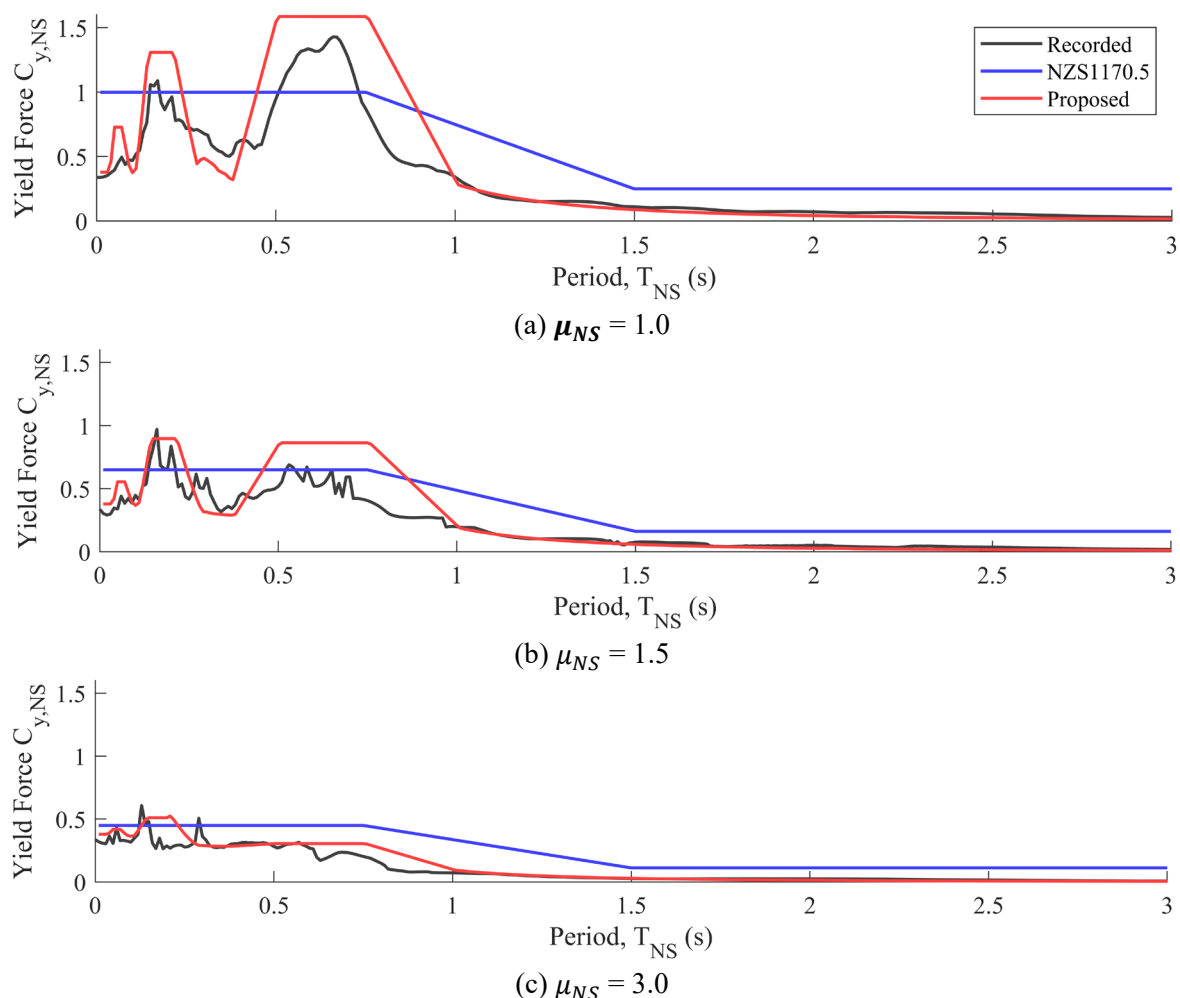 Yield Force C_y,NS
1.5
1
0.5
0
Recorded
NZS1170.5
Proposed
0 0.5 1 1.5 2 2.5 3
Period, T_NS (s)
(a) μ_NS = 1.0
Yield Force C_y,NS
1.5
1
0.5
0
0 0.5 1 1.5 2 2.5 3
Period, T_NS (s)
(b) μ_NS = 1.5
Yield Force C_y,NS
1.5
1
0.5
0
0 0.5 1 1.5 2 2.5 3
Period, T_NS (s)
(c) μ_NS = 3.0